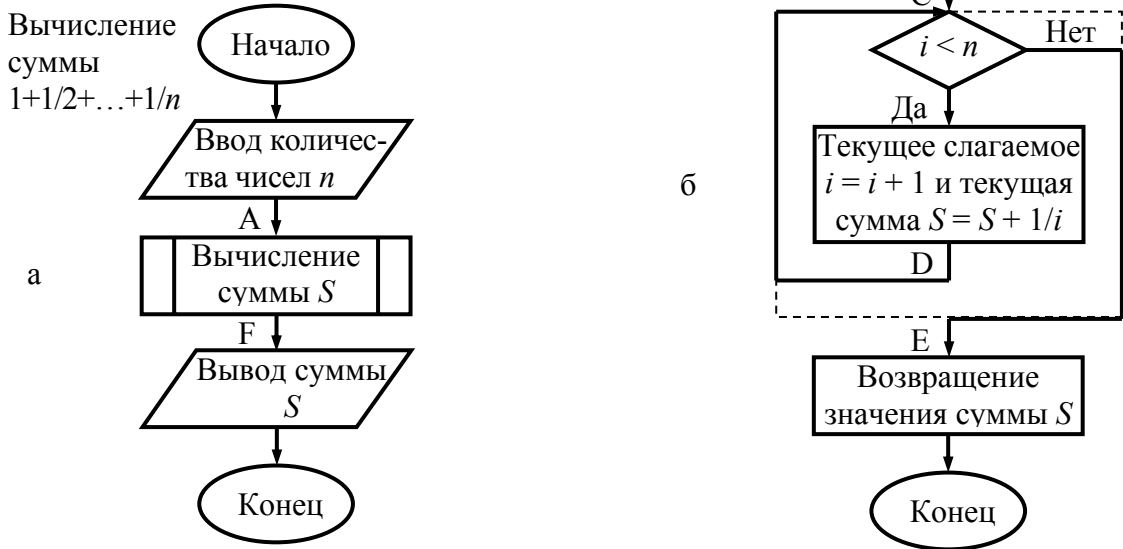 Вычисление
суммы
1+1/2+…+1/n
Начало
Ввод количес-
тва чисел n
A
Вычисление
суммы S
а
F
Вывод суммы
S
Конец
C
i < n
Нет
Да
Текущее слагаемое
i = i + 1 и текущая
сумма S = S + 1/i
б
D
E
Возвращение
значения суммы S
Конец